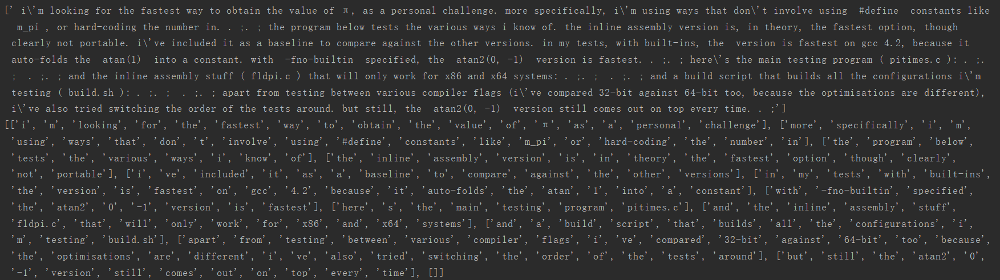 [' i\'m looking for the fastest way to obtain the value of π, as a personal challenge. more specifically, i\'m using ways that don\'t involve using  #define  constants like
m_pi , or hard-coding the number in. . ;. ; the program below tests the various ways i know of. the inline assembly version is, in theory, the fastest option, though
clearly not portable. i\'ve included it as a baseline to compare against the other versions. in my tests, with built-ins, the  version is fastest on gcc 4.2, because it
auto-folds the  atan(1)  into a constant. with  -fno-builtin  specified, the  atan2(0, -1)  version is fastest. . ;. ; here\'s the main testing program ( pitimes.c ): . ;.
;  . ;. ; and the inline assembly stuff ( fldpi.c ) that will only work for x86 and x64 systems: . ;. ;  . ;. ; and a build script that builds all the configurations i\'m
testing ( build.sh ): . ;. ;  . ;. ; apart from testing between various compiler flags (i\'ve compared 32-bit against 64-bit too, because the optimisations are different),
i\'ve also tried switching the order of the tests around. but still, the  atan2(0, -1)  version still comes out on top every time. . ;']
[['i', 'm', 'looking', 'for', 'the', 'fastest', 'way', 'to', 'obtain', 'the', 'value', 'of', 'π', 'as', 'a', 'personal', 'challenge'], ['more', 'specifically', 'i', 'm',
'using', 'ways', 'that', 'don', 't', 'involve', 'using', '#define', 'constants', 'like', 'm_pi', 'or', 'hard-coding', 'the', 'number', 'in'], ['the', 'program', 'below',
'tests', 'the', 'various', 'ways', 'i', 'know', 'of'], ['the', 'inline', 'assembly', 'version', 'is', 'in', 'theory', 'the', 'fastest', 'option', 'though', 'clearly',
'not', 'portable'], ['i', 've', 'included', 'it', 'as', 'a', 'baseline', 'to', 'compare', 'against', 'the', 'other', 'versions'], ['in', 'my', 'tests', 'with', 'built-ins',
'the', 'version', 'is', 'fastest', 'on', 'gcc', '4.2', 'because', 'it', 'auto-folds', 'the', 'atan', '1', 'into', 'a', 'constant'], ['with', '-fno-builtin', 'specified',
'the', 'atan2', '0', '-1', 'version', 'is', 'fastest'], ['here', 's', 'the', 'main', 'testing', 'program', 'pitimes.c'], ['and', 'the', 'inline', 'assembly', 'stuff',
'fldpi.c', 'that', 'will', 'only', 'work', 'for', 'x86', 'and', 'x64', 'systems'], ['and', 'a', 'build', 'script', 'that', 'builds', 'all', 'the', 'configurations', 'i',
'm', 'testing', 'build.sh'], ['apart', 'from', 'testing', 'between', 'various', 'compiler', 'flags', 'i', 've', 'compared', '32-bit', 'against', '64-bit', 'too', 'because',
'the', 'optimisations', 'are', 'different', 'i', 've', 'also', 'tried', 'switching', 'the', 'order', 'of', 'the', 'tests', 'around'], ['but', 'still', 'the', 'atan2', '0',
'-1', 'version', 'still', 'comes', 'out', 'on', 'top', 'every', 'time'], []]